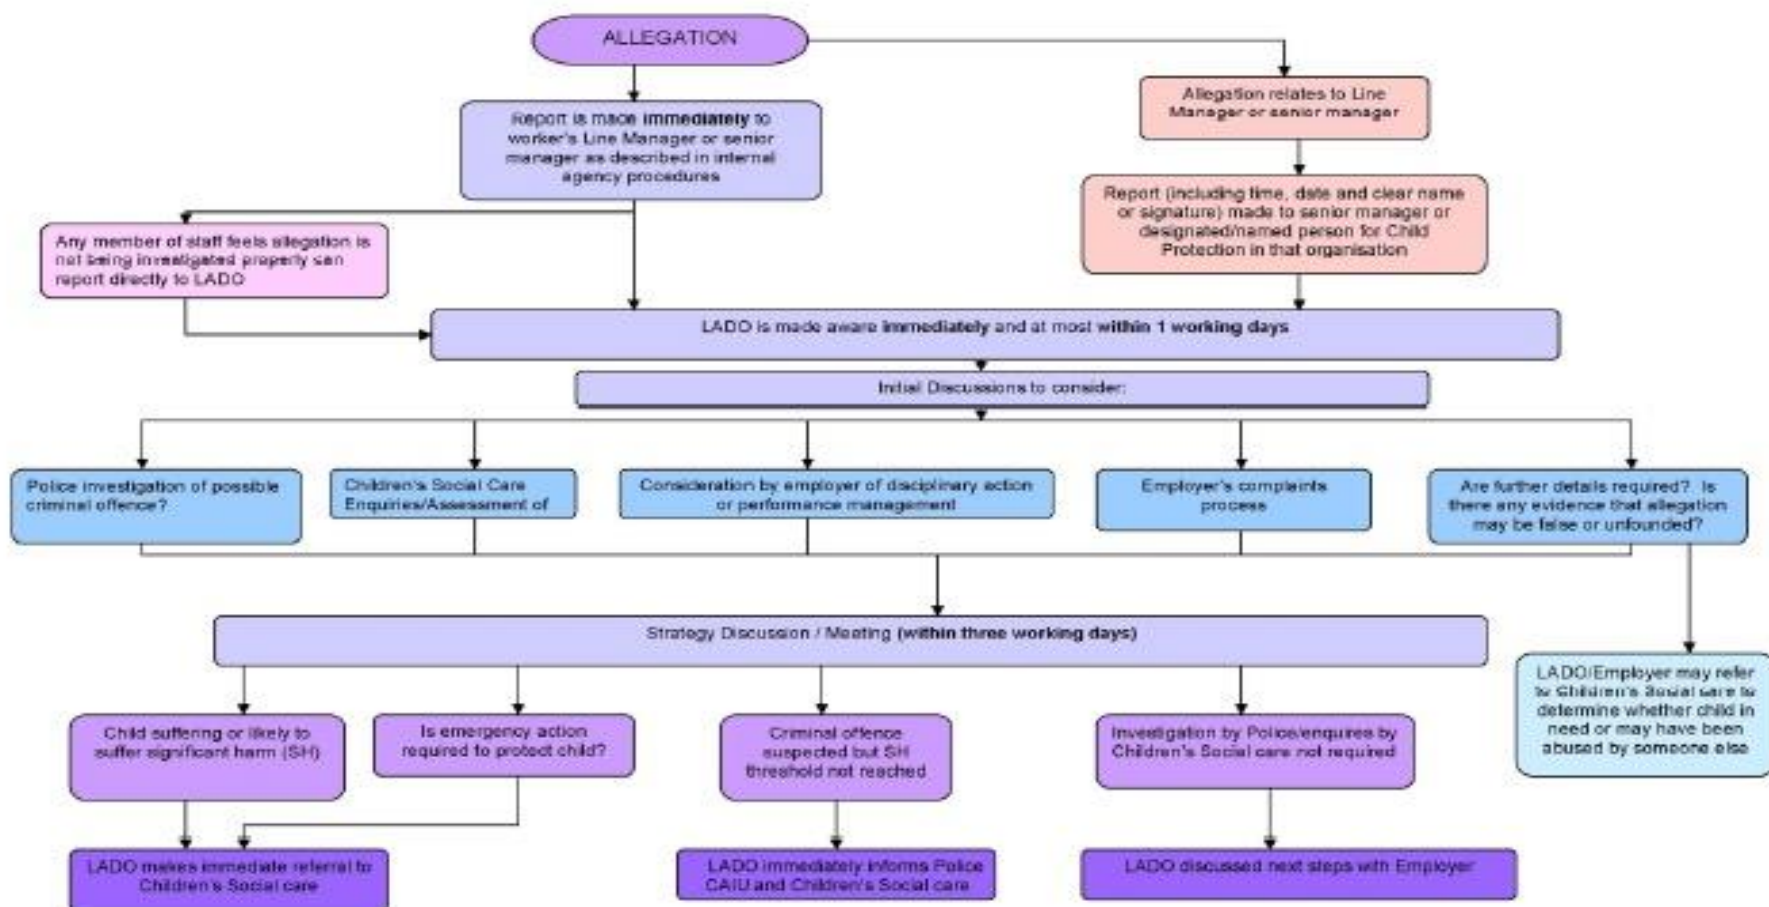 ALLEGATION
Report is made immediately to
worker's Line Manager or senior
manager as described in internal
agency procedures
Allegation relates to Line
Manager or senior manager
Report (including time, date and clear name
or signature) made to senior manager or
designated/named person for Child
Protection in that organisation
Any member of staff feels allegation is
not being investigated properly can
report directly to LADO
LADO is made aware immediately and at most within 1 working days
Initial Discussions to consider:
Police investigation of possible
criminal offence?
Children's Social Care
Enquiries/Assessment of
Consideration by employer of disciplinary action
or performance management
Employer's complaints
process
Are further details required? Is
there any evidence that allegation
may be false or unfounded?
Strategy Discussion / Meeting (within three working days)
LADO/Employer may refer
to Children's Social care to
determine whether child in
need or may have been
abused by someone else
Child suffering or likely to
suffer significant harm (SH)
Is emergency action
required to protect child?
Criminal offence
suspected but SH
threshold not reached
Investigation by Police/enquires by
Children's Social care not required
LADO makes immediate referral to
Children's Social care
LADO immediately informs Police
CAIU and Children's Social care
LADO discussed next steps with Employer